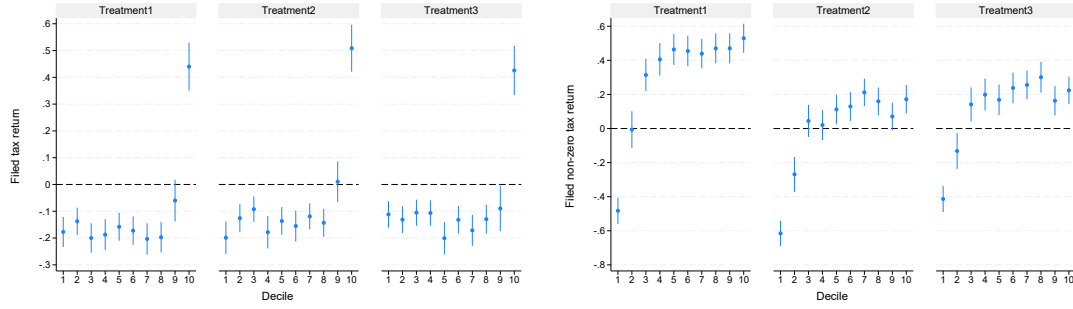 Treatment1 Treatment2 Treatment3
Filed tax return
.6
.5
.4
.3
.2
.1
0
-.1
-.2
-.3
1 2 3 4 5 6 7 8 9 10 1 2 3 4 5 6 7 8 9 10 1 2 3 4 5 6 7 8 9 10
Decile
Treatment1 Treatment2 Treatment3
Filed non-zero tax return
.6
.4
.2
0
-.2
-.4
-.6
-.8
1 2 3 4 5 6 7 8 9 10 1 2 3 4 5 6 7 8 9 10 1 2 3 4 5 6 7 8 9 10
Decile